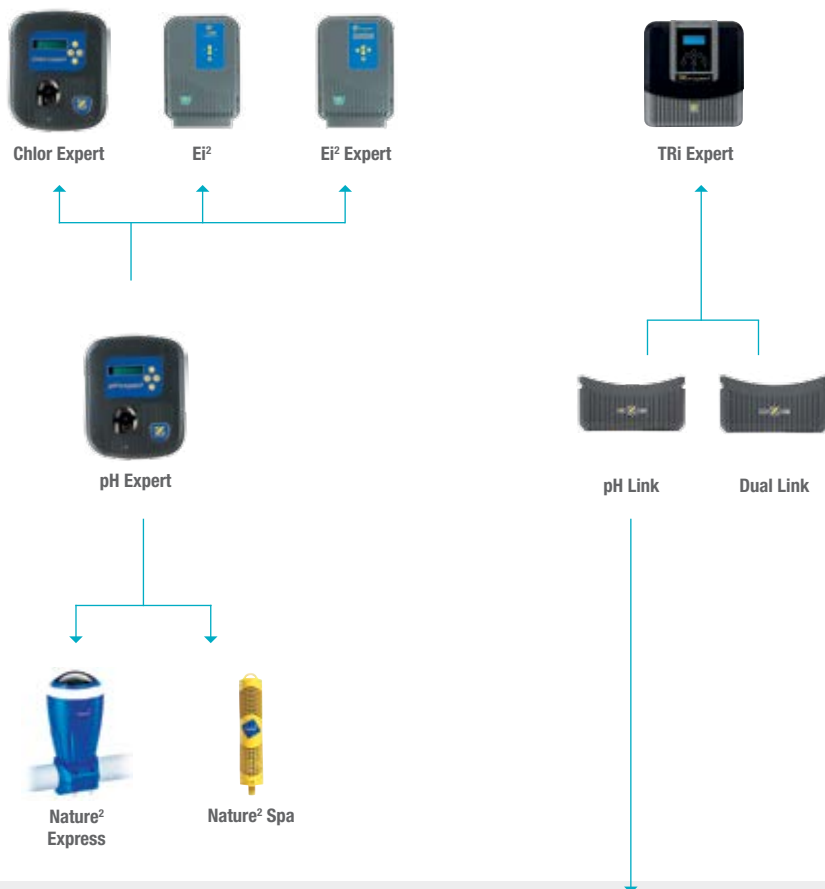 Chlor Expert
Ei²
Ei² Expert
TRi Expert
pH Expert
pH Link
Dual Link
Nature²
Express
Nature² Spa